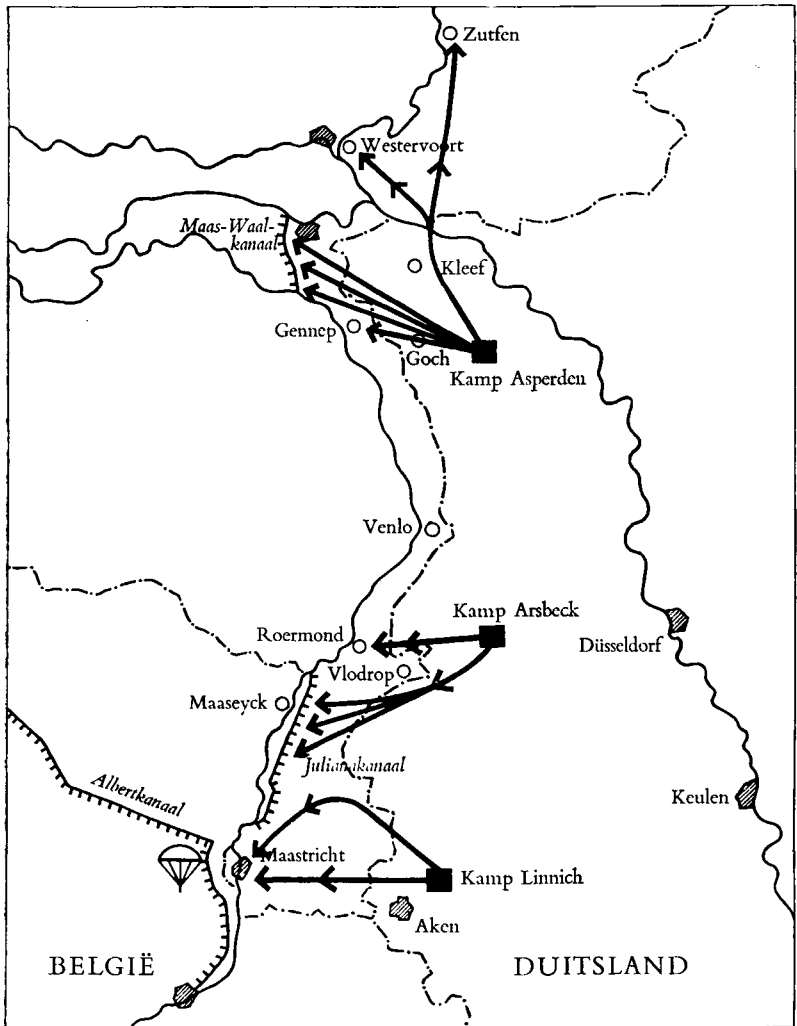 Zutfen
Westervoort
Maas-Waal-
kanaal
Kleef
Gennep
Goch
Kamp Asperden
Venlo
Kamp Arsbeck
Roermond
Düsseldorf
Vlodrop
Maaseyck
Julianakanaal
Albertkanaal
Keulen
Maastricht
Kamp Linnich
Aken
BELGIË
DUITSLAND